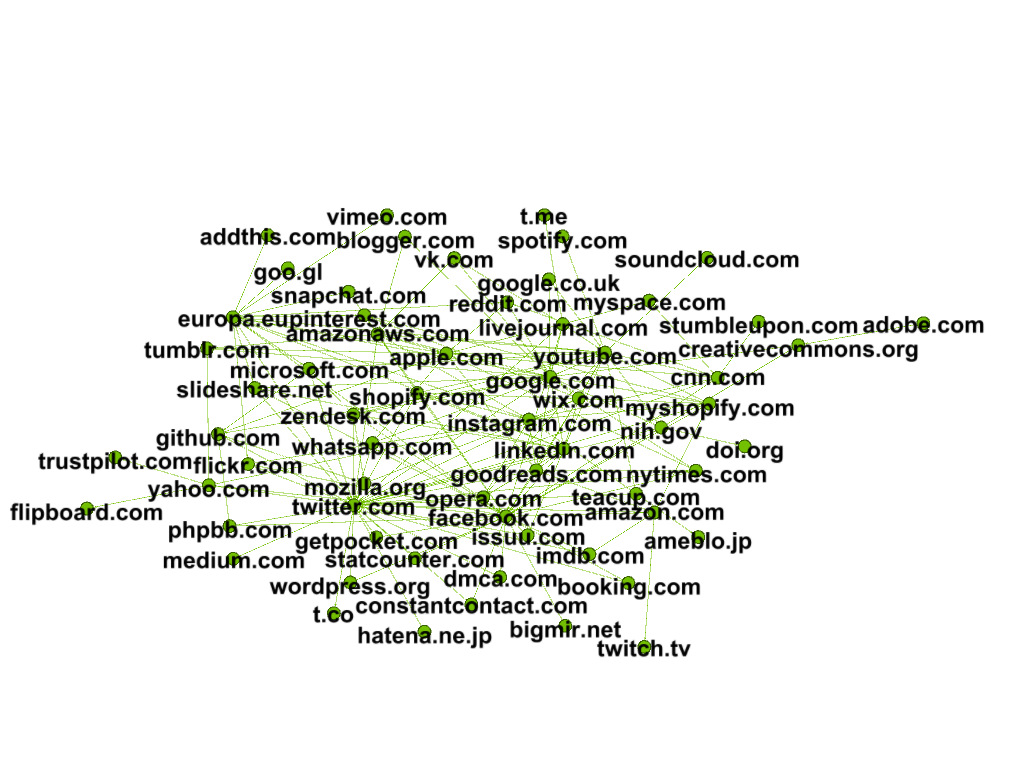 vimeo.com
t.me
addthis.com
blogger.com
spotify.com
vk.com
soundcloud.com
goo.gl
google.co.uk
snapchat.com
reddit.com
myspace.com
europa.eu
pinterest.com
livejournal.com
stumbleupon.com
adobe.com
amazonaws.com
tumblr.com
apple.com
youtube.com
creativecommons.org
microsoft.com
google.com
cnn.com
slideshare.net
shopify.com
wix.com
myshopify.com
zendesk.com
instagram.com
nih.gov
github.com
whatsapp.com
linkedin.com
doi.org
trustpilot.com
flickr.com
goodreads.com
nytimes.com
yahoo.com
mozilla.org
opera.com
teacup.com
flipboard.com
twitter.com
facebook.com
amazon.com
phpbb.com
getpocket.com
issuu.com
ameblo.jp
medium.com
statcounter.com
imdb.com
wordpress.org
dmca.com
booking.com
t.co
constantcontact.com
hatena.ne.jp
bigmir.net
twitch.tv